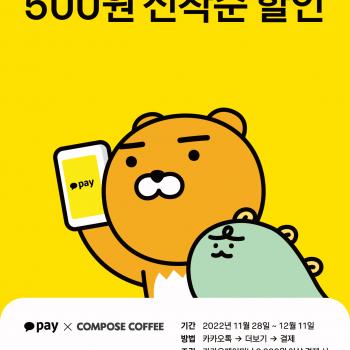 500원 선착순 할인
pay
pay × COMPOSE COFFEE
기간 2022년 11월 28일 ~ 12월 11일
방법 카카오톡 → 더보기 → 결제